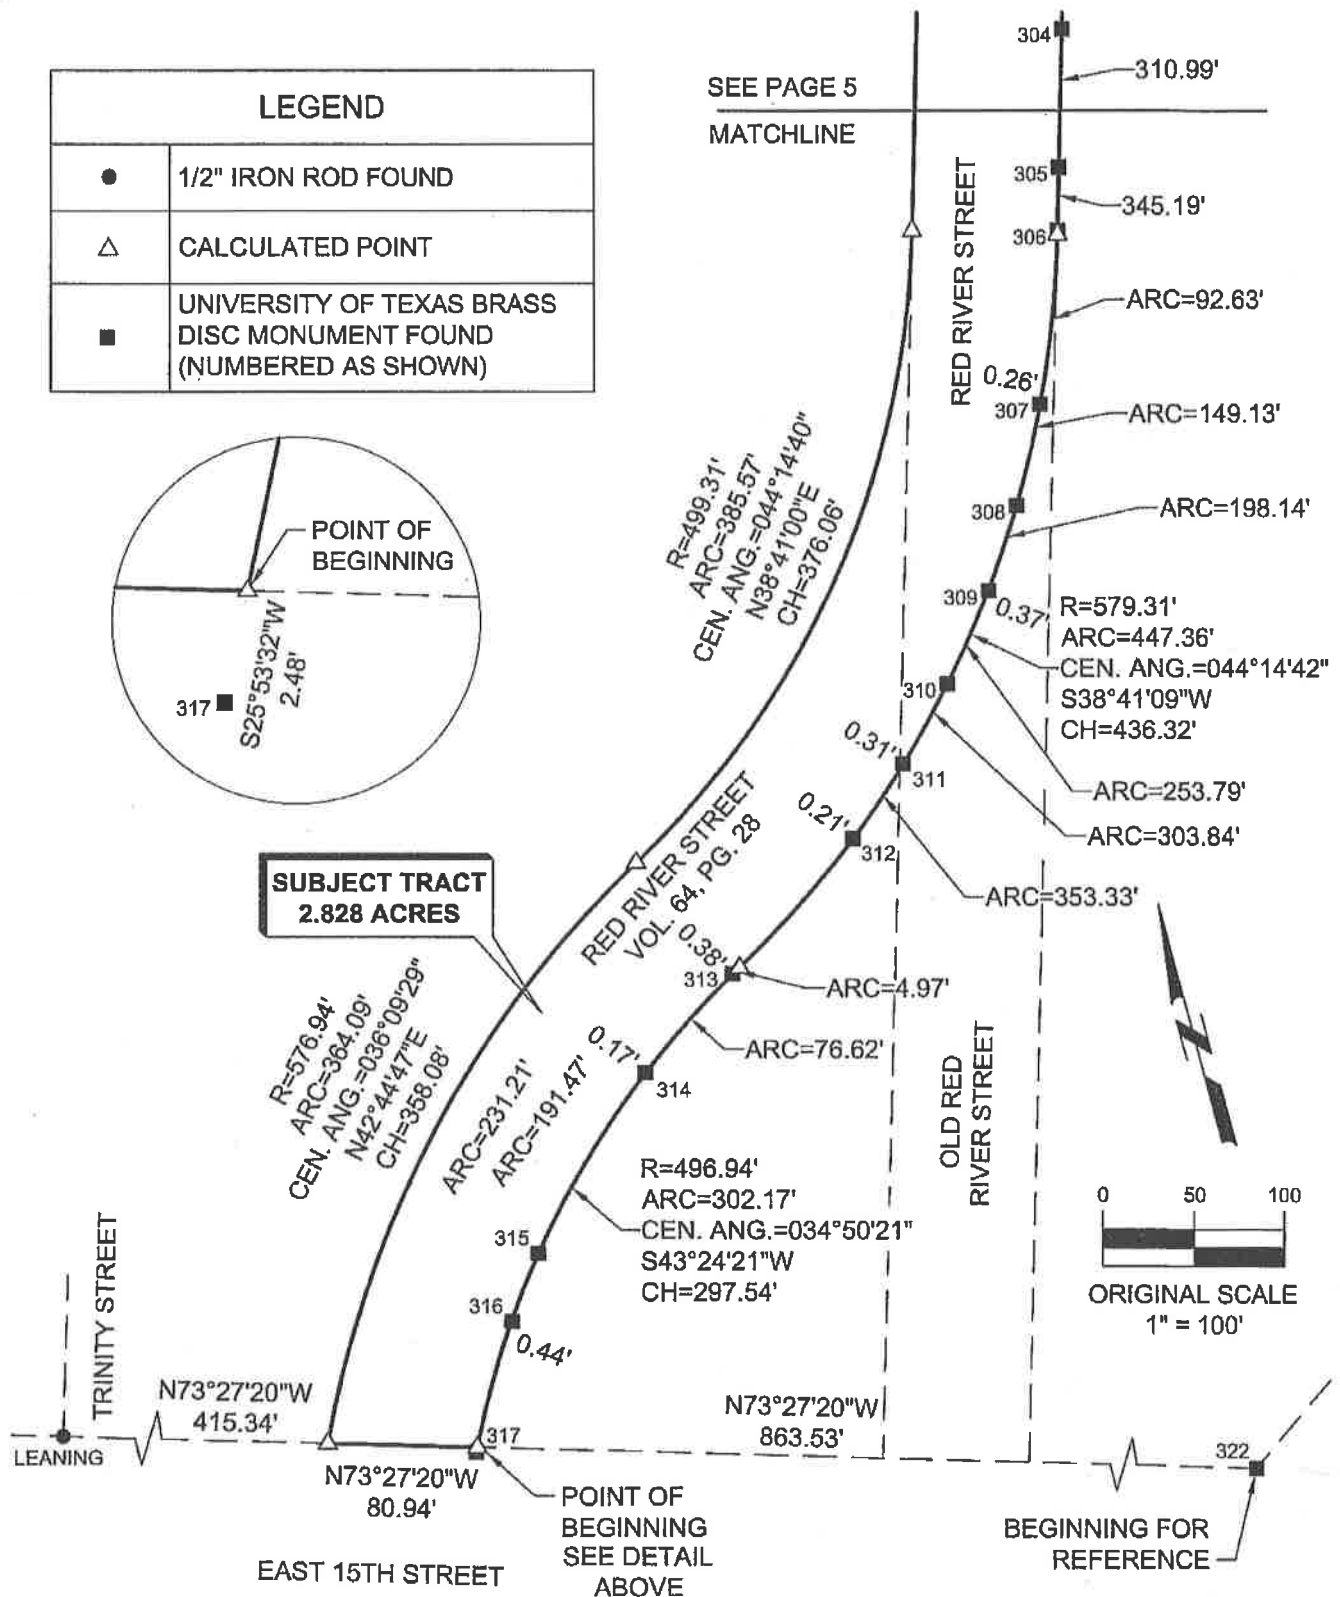 LEGEND
1/2" IRON ROD FOUND
CALCULATED POINT
UNIVERSITY OF TEXAS BRASS
DISC MONUMENT FOUND
(NUMBERED AS SHOWN)
SEE PAGE 5
MATCHLINE
304
310.99'
305
345.19'
306
RED RIVER STREET
ARC=92.63'
0.26'
307
ARC=149.13'
308
ARC=198.14'
309
0.37'
R=579.31'
ARC=447.36'
CEN. ANG.=044°14'42"
S38°41'09"W
CH=436.32'
310
0.31'
311
ARC=253.79'
ARC=303.84'
0.21'
312
ARC=353.33'
R=499.31'
ARC=385.57'
CEN. ANG.=044°14'40"
N38°41'00"E
CH=376.06'
POINT OF
BEGINNING
S25°53'32"W
2.48'
317
SUBJECT TRACT
2.828 ACRES
RED RIVER STREET
VOL. 64, PG. 28
0.38'
313
ARC=4.97'
ARC=76.62'
0.17'
314
R=576.94'
ARC=364.09'
CEN. ANG.=036°09'29"
N42°44'47"E
CH=358.08'
ARC=231.21'
ARC=191.47'
R=496.94'
ARC=302.17'
CEN. ANG.=034°50'21"
S43°24'21"W
CH=297.54'
315
316
0.44'
OLD RED
RIVER STREET
0 50 100
ORIGINAL SCALE
1" = 100'
TRINITY STREET
N73°27'20"W
415.34'
LEANING
317
N73°27'20"W
863.53'
322
N73°27'20"W
80.94'
POINT OF
BEGINNING
SEE DETAIL
ABOVE
BEGINNING FOR
REFERENCE
EAST 15TH STREET